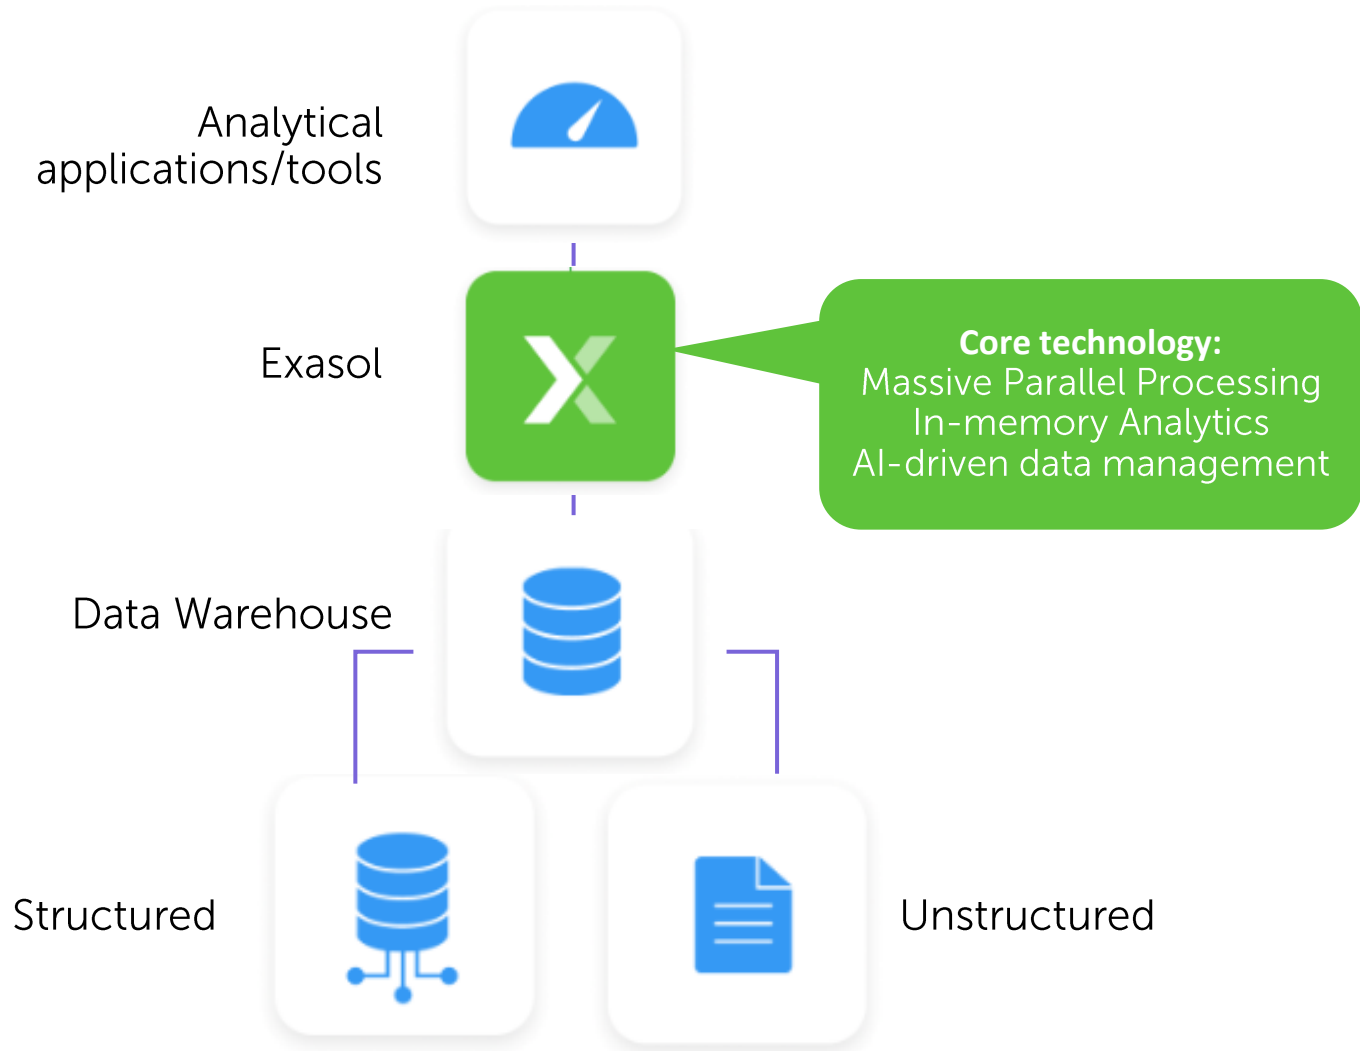 Analytical
applications/tools
Exasol
Core technology:
Massive Parallel Processing
In-memory Analytics
AI-driven data management
Data Warehouse
Structured
Unstructured